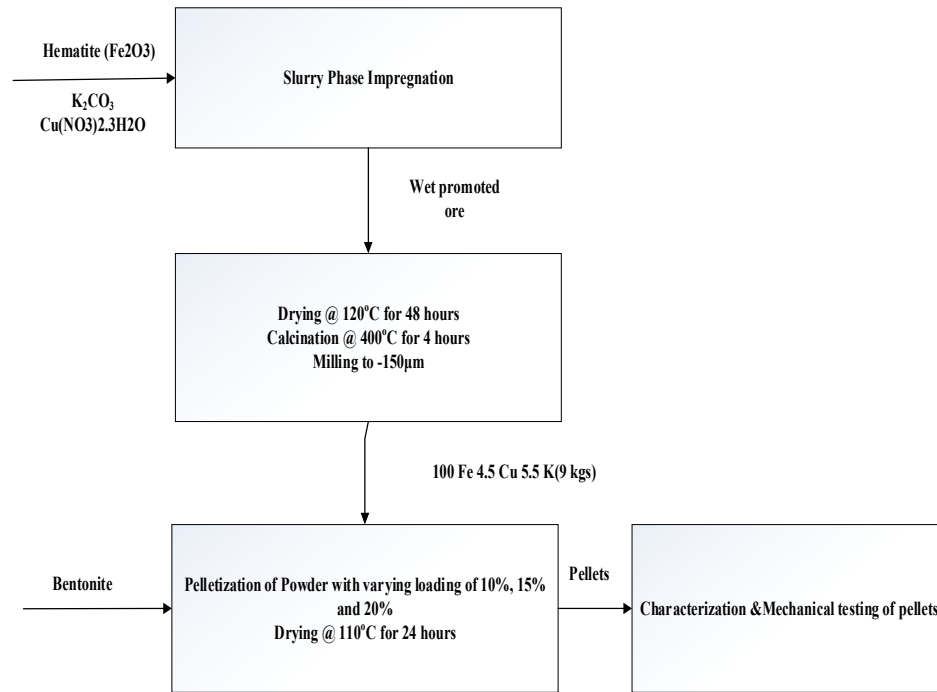 Hematite (Fe2O3)
K₂CO₃
Cu(NO3)2.3H2O
Slurry Phase Impregnation
Wet promoted
ore
Drying @ 120°C for 48 hours
Calcination @ 400°C for 4 hours
Milling to -150µm
100 Fe 4.5 Cu 5.5 K(9 kgs)
Bentonite
Pelletization of Powder with varying loading of 10%, 15%
and 20%
Drying @ 110°C for 24 hours
Pellets
Characterization &Mechanical testing of pellets